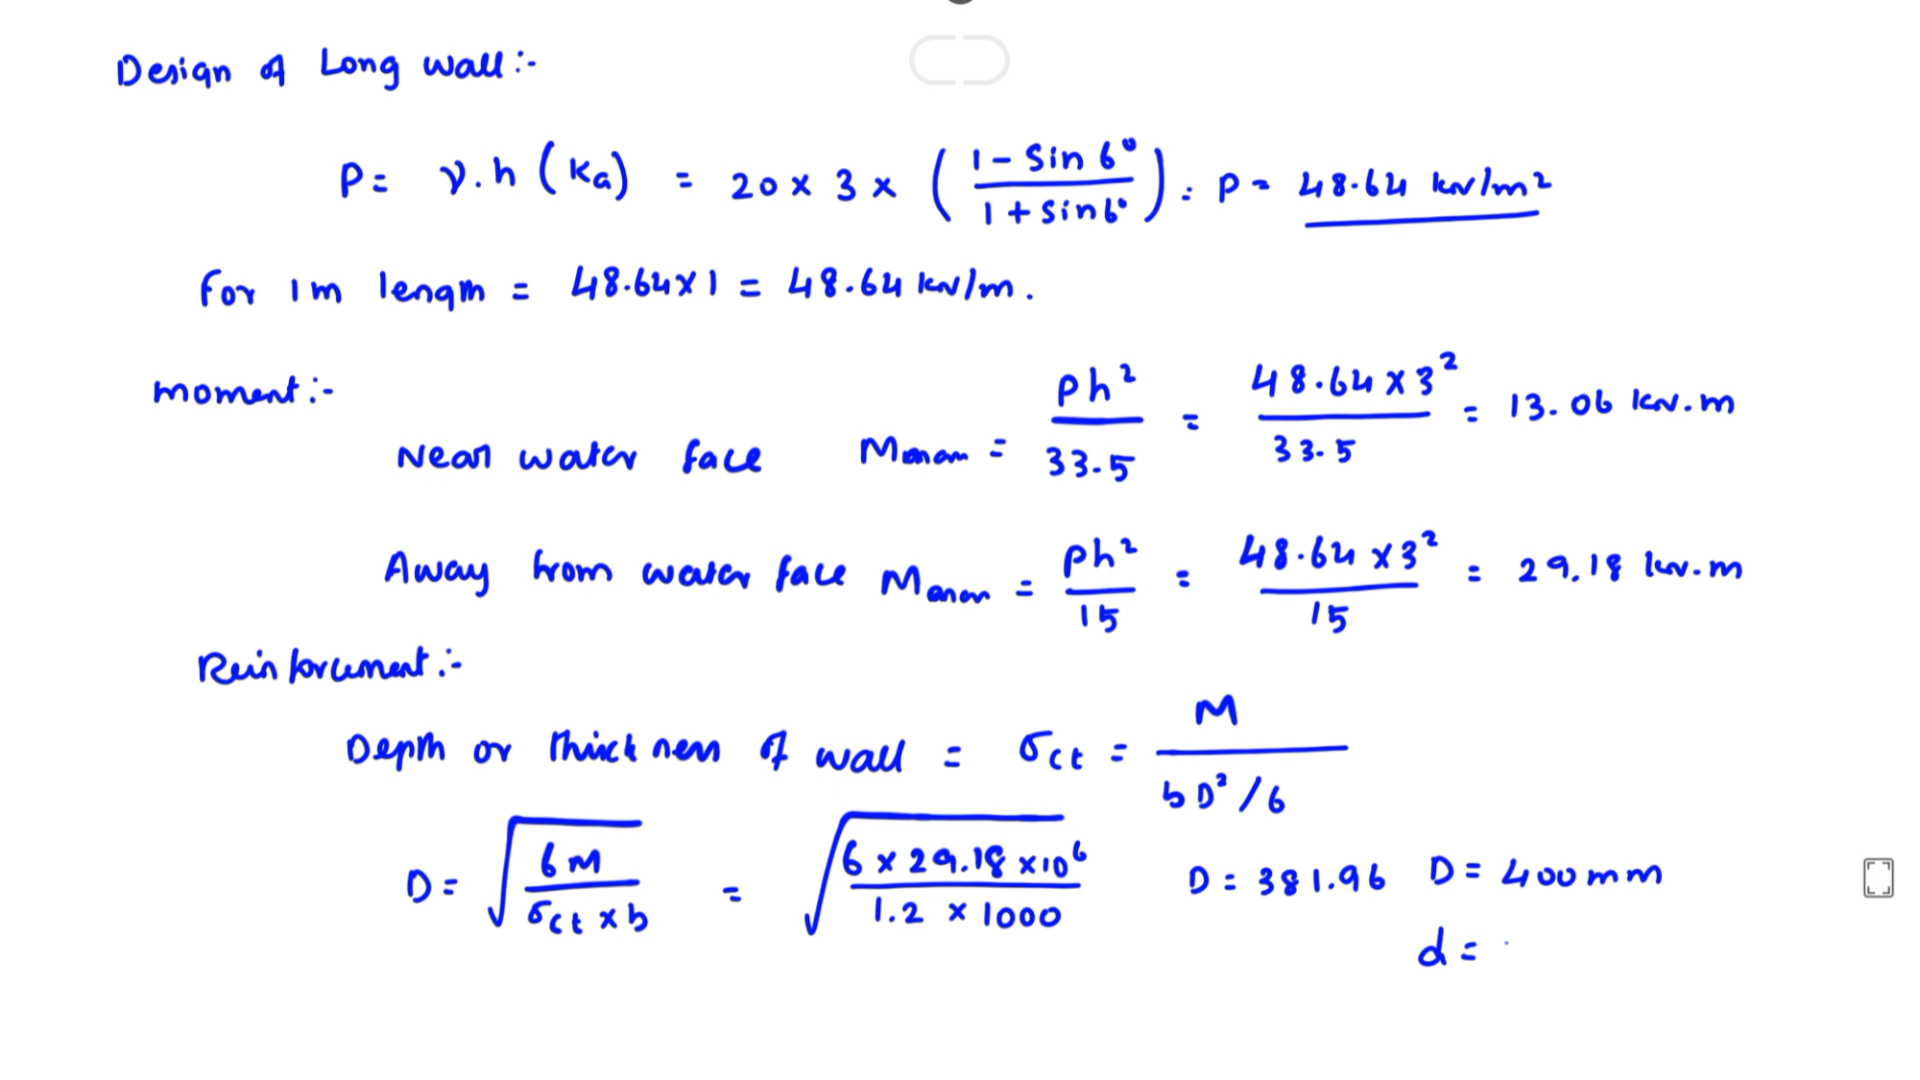 Design of Long wall :-
P = γ.h (Ka) = 20 x 3 x ( 1 - Sin 6° / 1 + Sin 6° ) = P = 48.64 kN/m²
For 1m length = 48.64 x 1 = 48.64 kN/m.
moment :-
Near water face Mmax = Ph² / 33.5 = 48.64 x 3² / 33.5 = 13.06 kN.m
Away from water face Mmax = Ph² / 15 = 48.64 x 3² / 15 = 29.18 kN.m
Reinforcement :-
Depth or thickness of wall = σct = M / bD²/6
D = √( 6M / σct x b ) = √( 6 x 29.18 x 10⁶ / 1.2 x 1000 ) D = 381.96 D = 400mm
d =